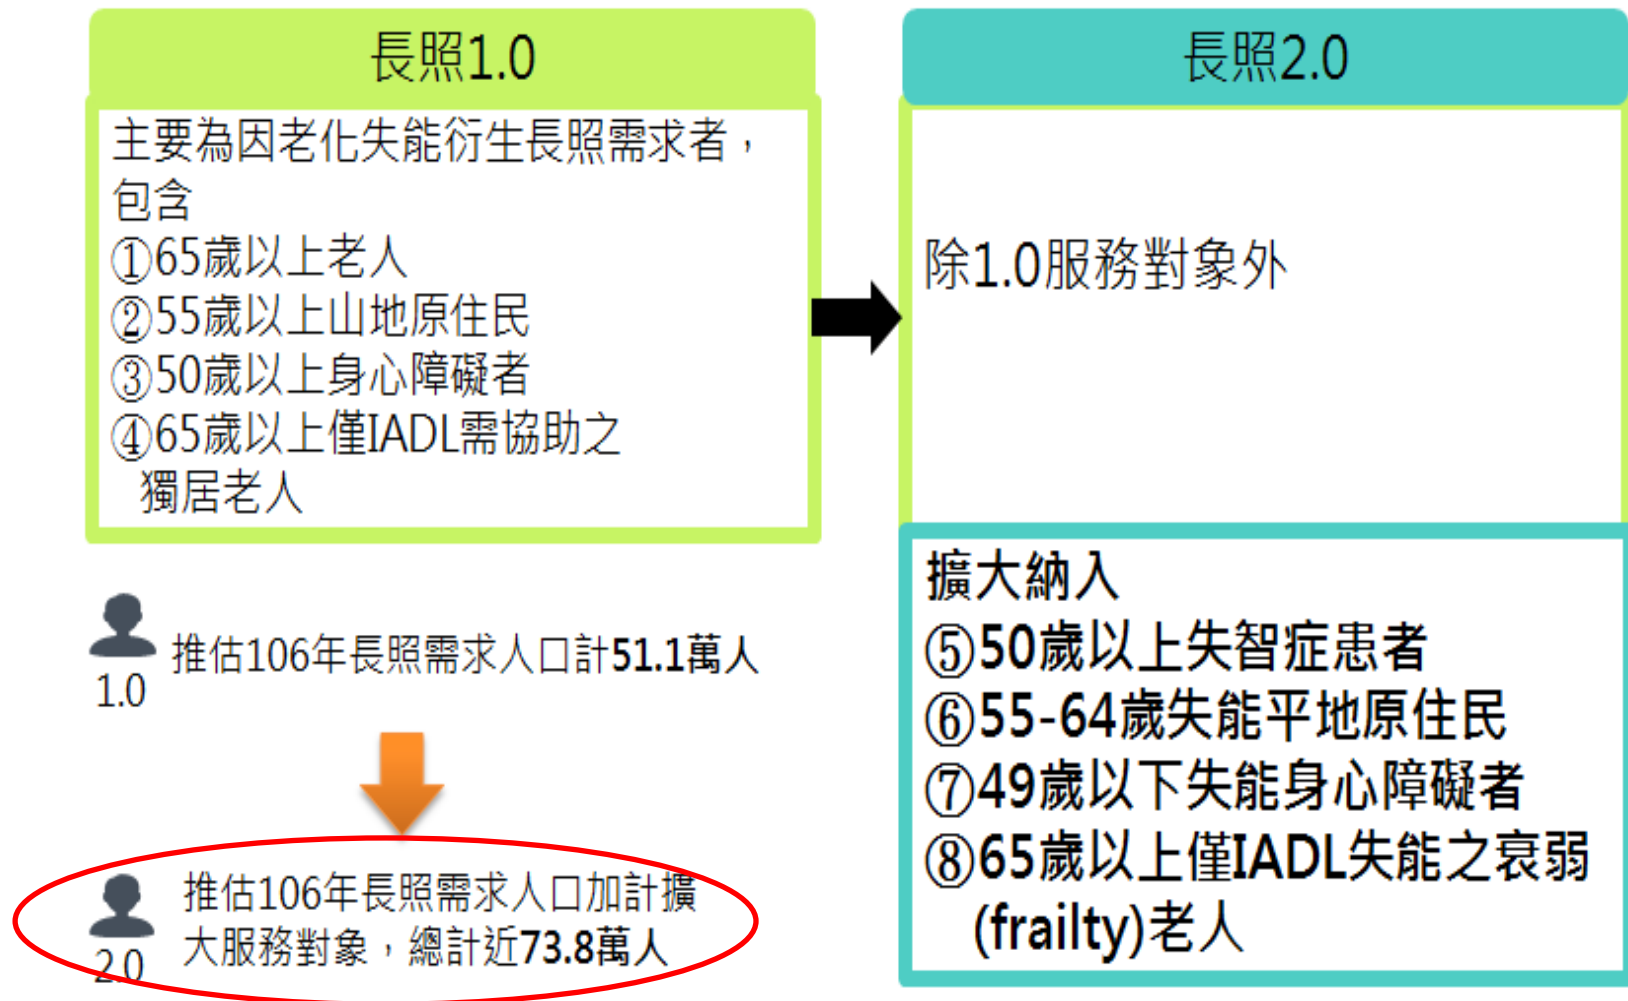 長照1.0
主要為因老化失能衍生長照需求者，
包含
①65歲以上老人
②55歲以上山地原住民
③50歲以上身心障礙者
④65歲以上僅IADL需協助之
獨居老人
1.0
推估106年長照需求人口計51.1萬人
2.0
推估106年長照需求人口加計擴
大服務對象，總計近73.8萬人
長照2.0
除1.0服務對象外
擴大納入
⑤50歲以上失智症患者
⑥55-64歲失能平地原住民
⑦49歲以下失能身心障礙者
⑧65歲以上僅IADL失能之衰弱
(frailty)老人